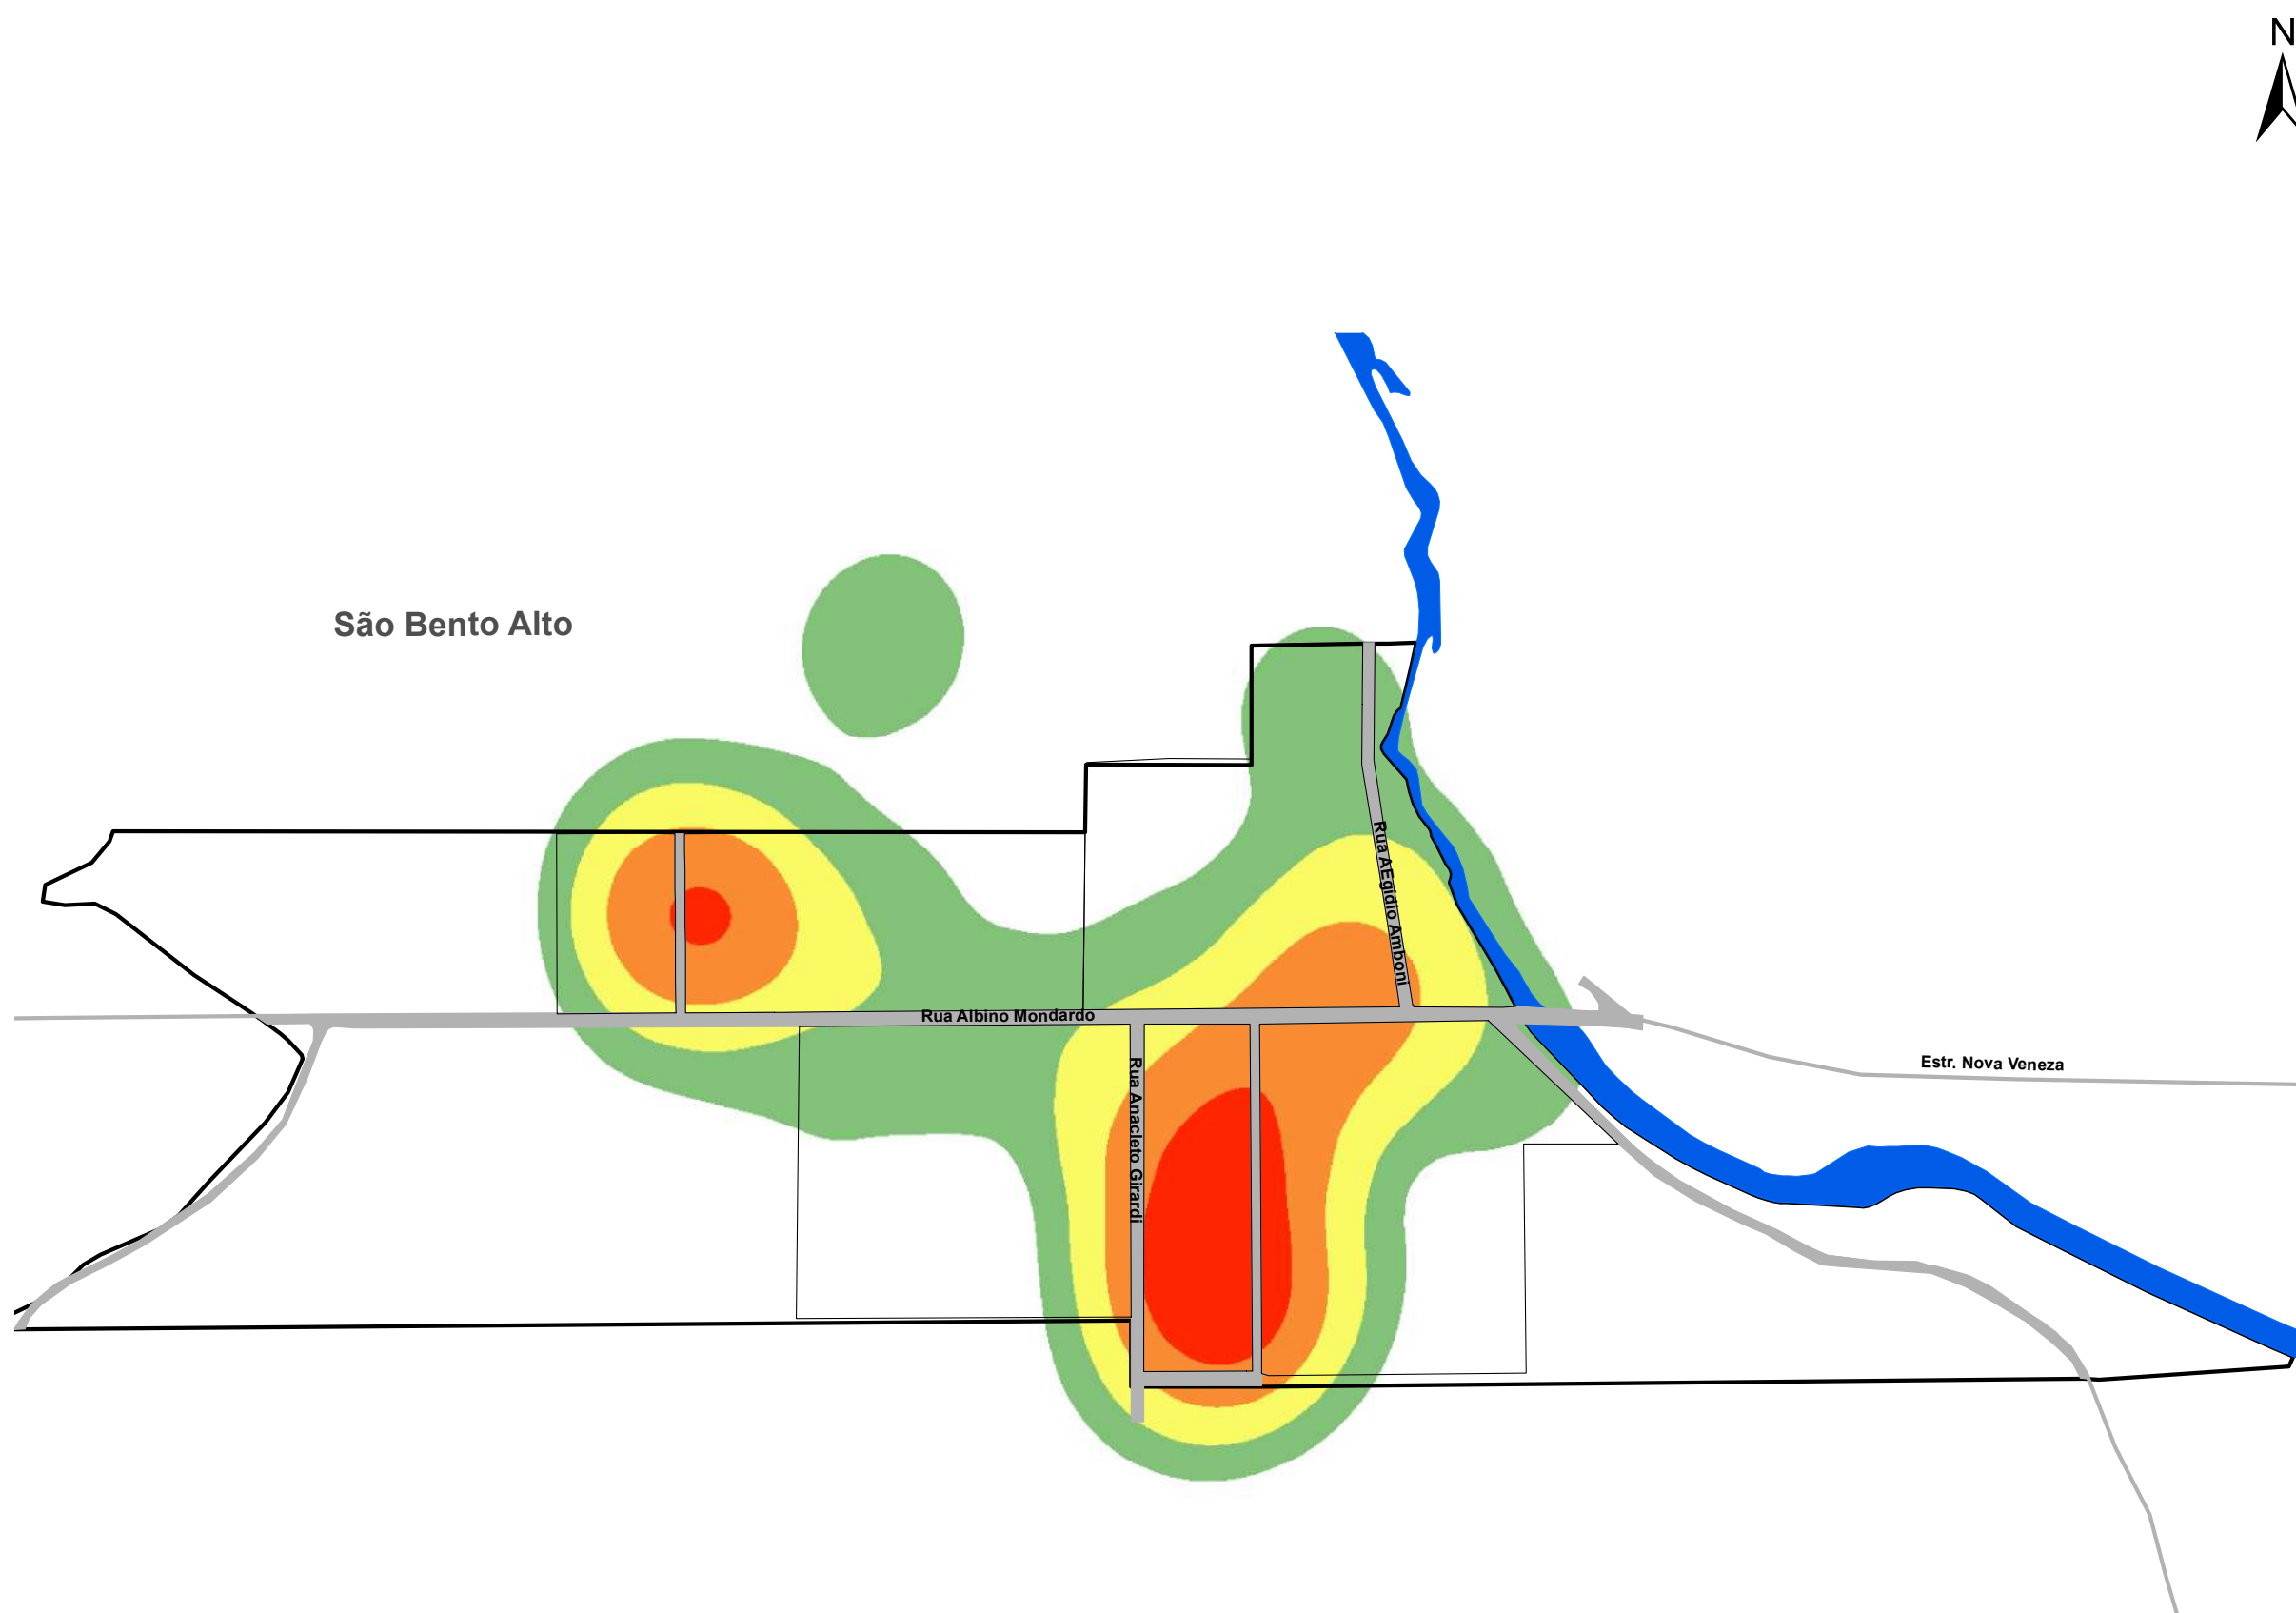 N
São Bento Alto
Rua AEgidio Amboni
Rua Albino Mondardo
Estr. Nova Veneza
Rua Anacleto Girardi